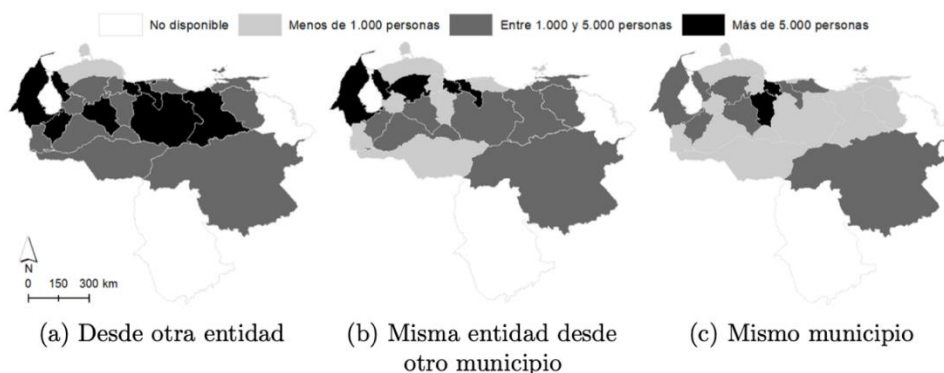 No disponible
Menos de 1.000 personas
Entre 1.000 y 5.000 personas
Más de 5.000 personas
N
0 150 300 km
(a) Desde otra entidad
(b) Misma entidad desde
otro municipio
(c) Mismo municipio